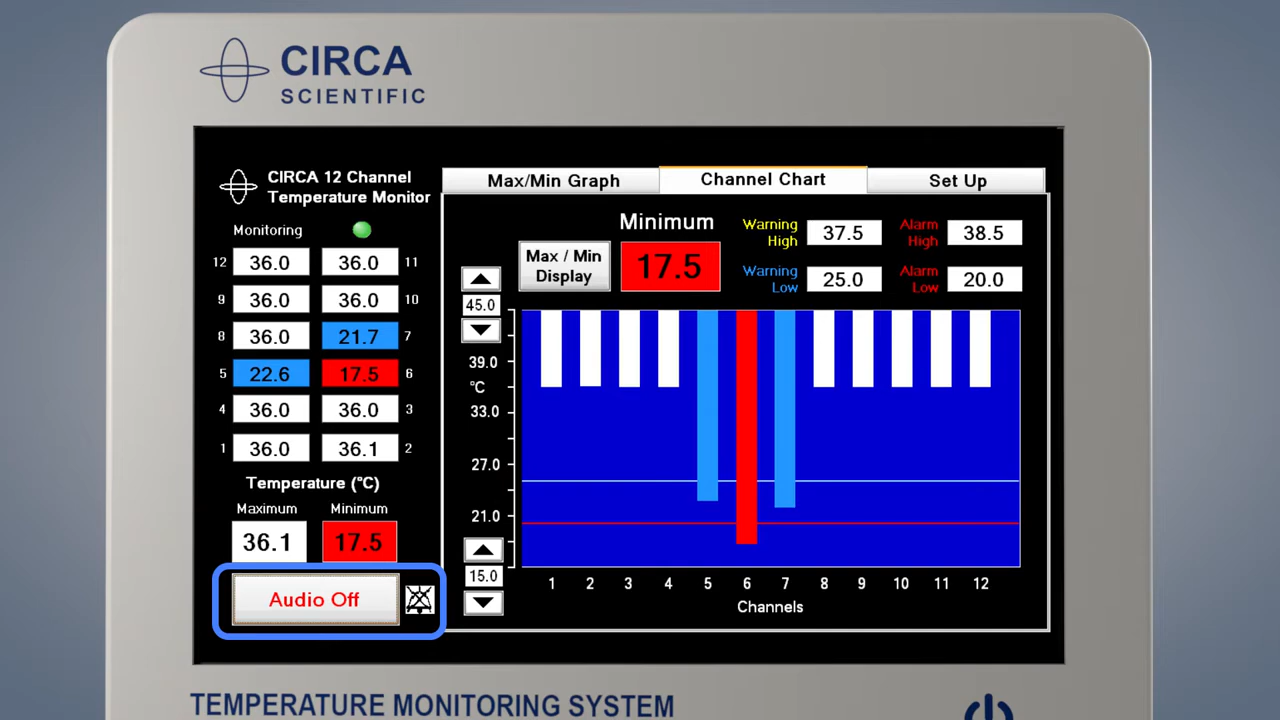 CIRCA
SCIENTIFIC
CIRCA 12 Channel
Temperature Monitor
Monitoring
12 36.0 36.0 11
9 36.0 36.0 10
8 36.0 21.7 7
5 22.6 17.5 6
4 36.0 36.0 3
1 36.0 36.1 2
Temperature (°C)
Maximum Minimum
36.1 17.5
Audio Off
Max/Min Graph Channel Chart Set Up
Minimum
Max / Min
Display
17.5
Warning
High
37.5
Alarm
High
38.5
Warning
Low
25.0
Alarm
Low
20.0
45.0
39.0
°C
33.0
27.0
21.0
15.0
1 2 3 4 5 6 7 8 9 10 11 12
Channels
TEMPERATURE MONITORING SYSTEM